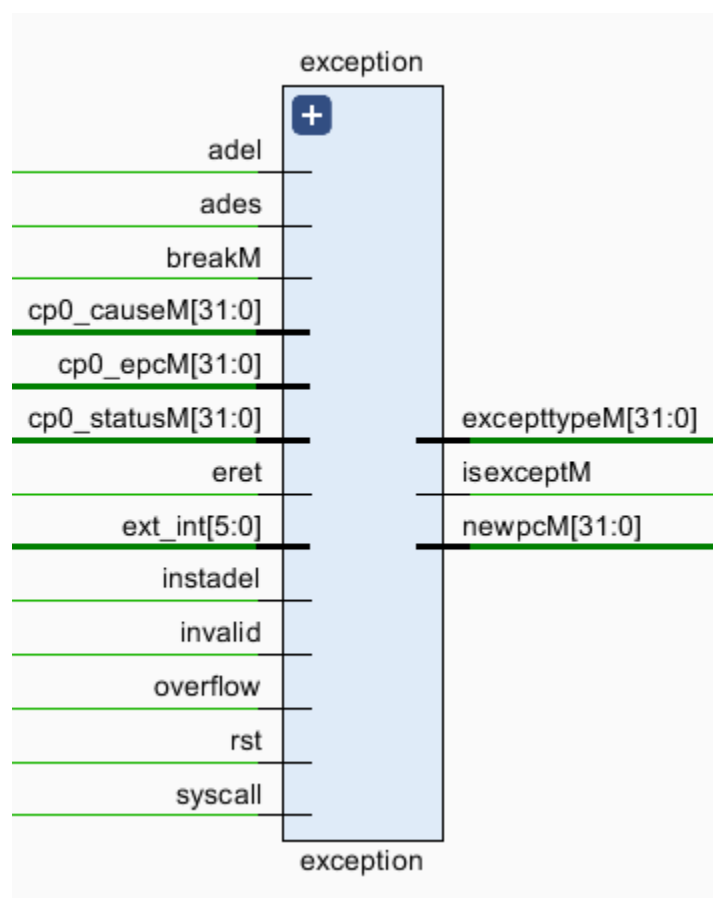 exception
+
adel
ades
breakM
cp0_causeM[31:0]
cp0_epcM[31:0]
cp0_statusM[31:0]
eret
ext_int[5:0]
instadel
invalid
overflow
rst
syscall
excepttypeM[31:0]
isexceptM
newpcM[31:0]
exception